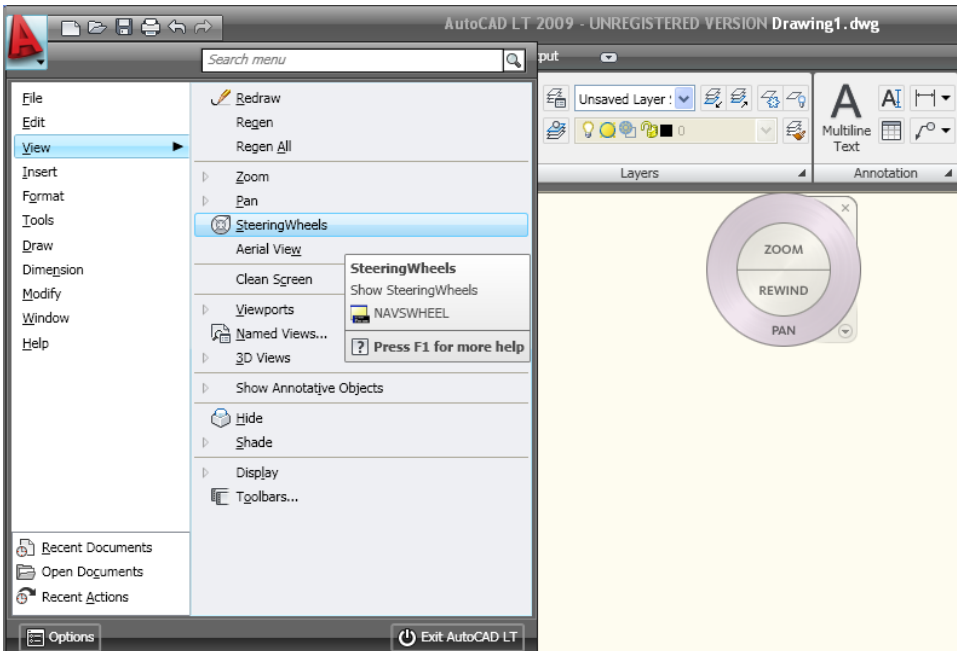 AutoCAD LT 2009 - UNREGISTERED VERSION Drawing1.dwg
Search menu
put
File
Edit
View
Insert
Format
Tools
Draw
Dimension
Modify
Window
Help
Recent Documents
Open Documents
Recent Actions
Redraw
Regen
Regen All
Zoom
Pan
SteeringWheels
Aerial View
Clean Screen
Viewports
Named Views...
3D Views
Show Annotative Objects
Hide
Shade
Display
Toolbars...
SteeringWheels
Show SteeringWheels
NAVSWHEEL
? Press F1 for more help
Options
Exit AutoCAD LT
Unsaved Layer :
0
Layers
A
Multiline
Text
A
Annotation
ZOOM
REWIND
PAN